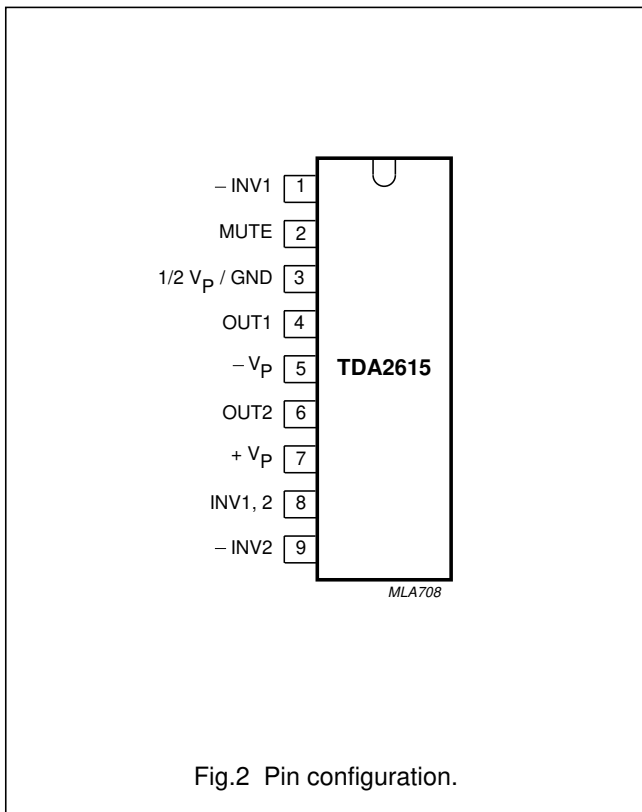 – INV1 1
MUTE 2
1/2 VP / GND 3
OUT1 4
– VP 5
TDA2615
OUT2 6
+ VP 7
INV1, 2 8
– INV2 9
MLA708
Fig.2 Pin configuration.